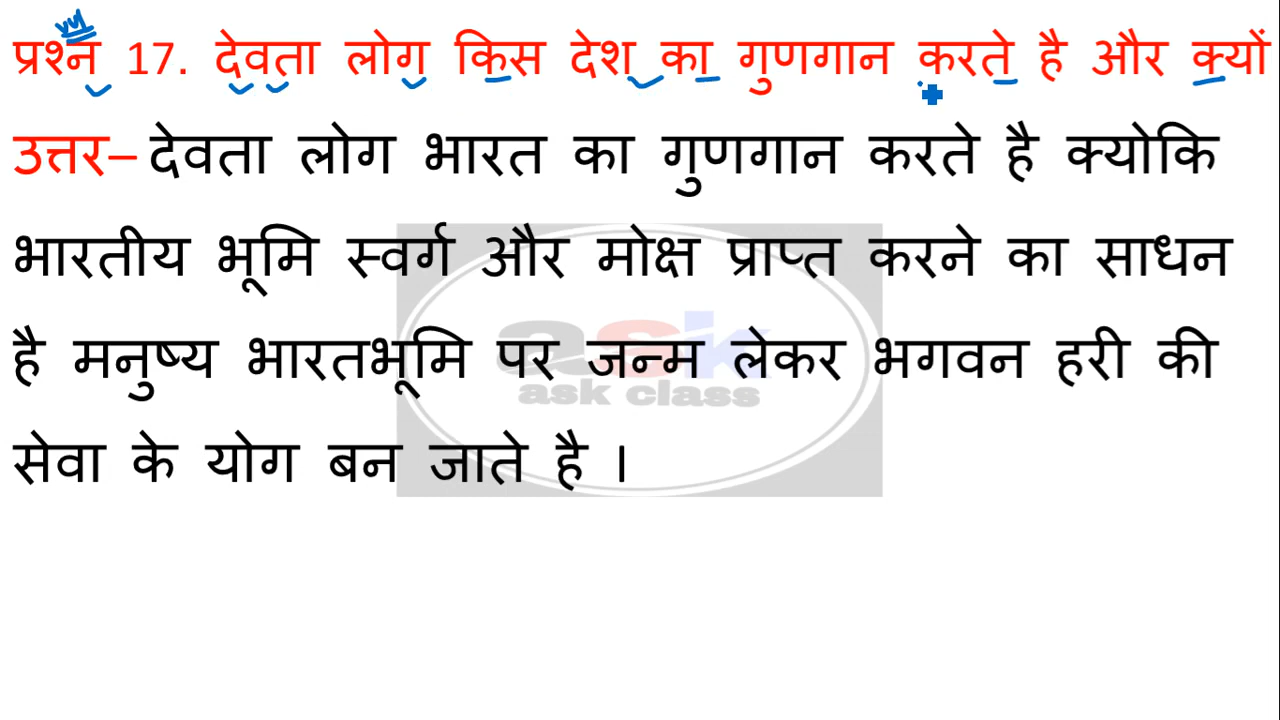 प्रश्न 17. देवता लोग किस देश का गुणगान करते है और क्यों
उत्तर– देवता लोग भारत का गुणगान करते है क्योकि
भारतीय भूमि स्वर्ग और मोक्ष प्राप्त करने का साधन
है मनुष्य भारतभूमि पर जन्म लेकर भगवन हरी की
सेवा के योग बन जाते है ।
ask
ask class